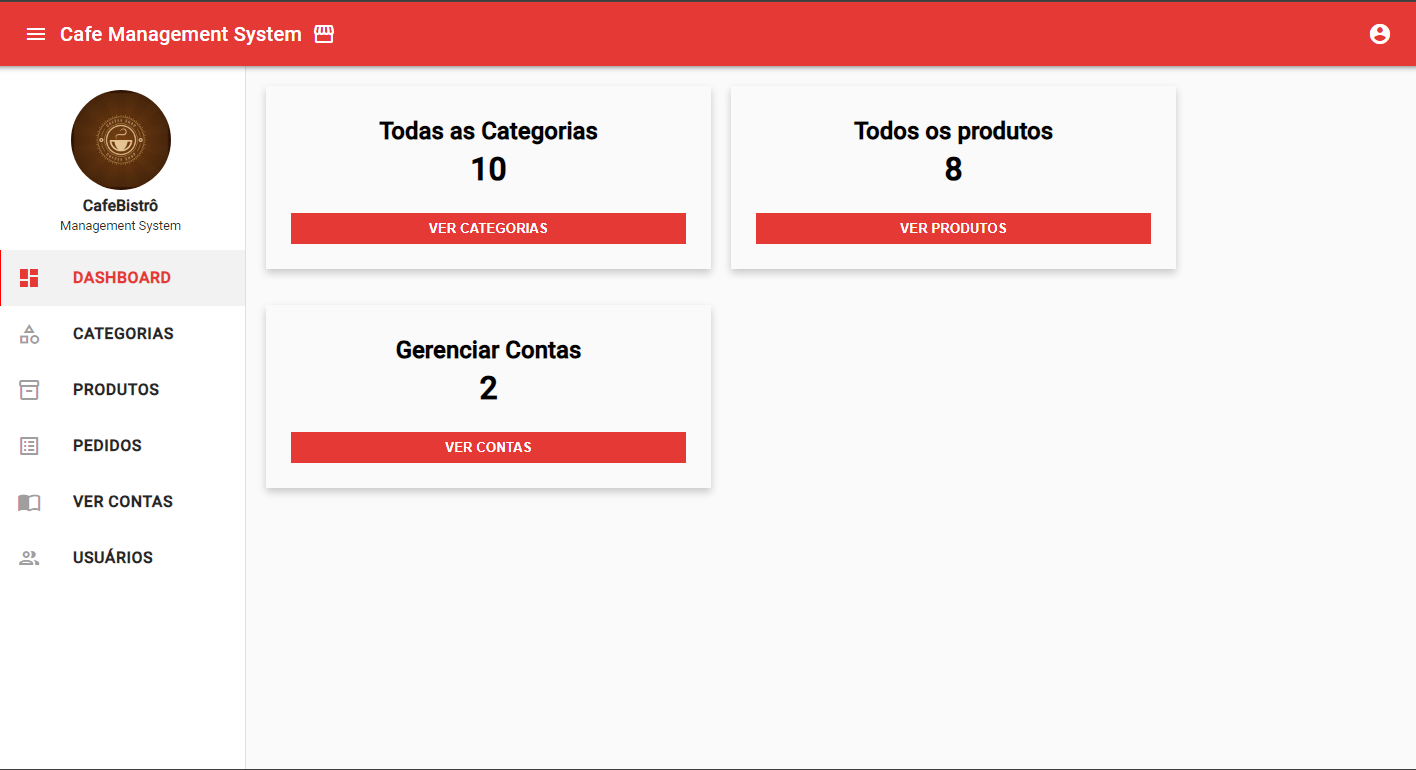 Cafe Management System
CafeBistrô
Management System
DASHBOARD
CATEGORIAS
PRODUTOS
PEDIDOS
VER CONTAS
USUÁRIOS
Todas as Categorias
10
VER CATEGORIAS
Todos os produtos
8
VER PRODUTOS
Gerenciar Contas
2
VER CONTAS